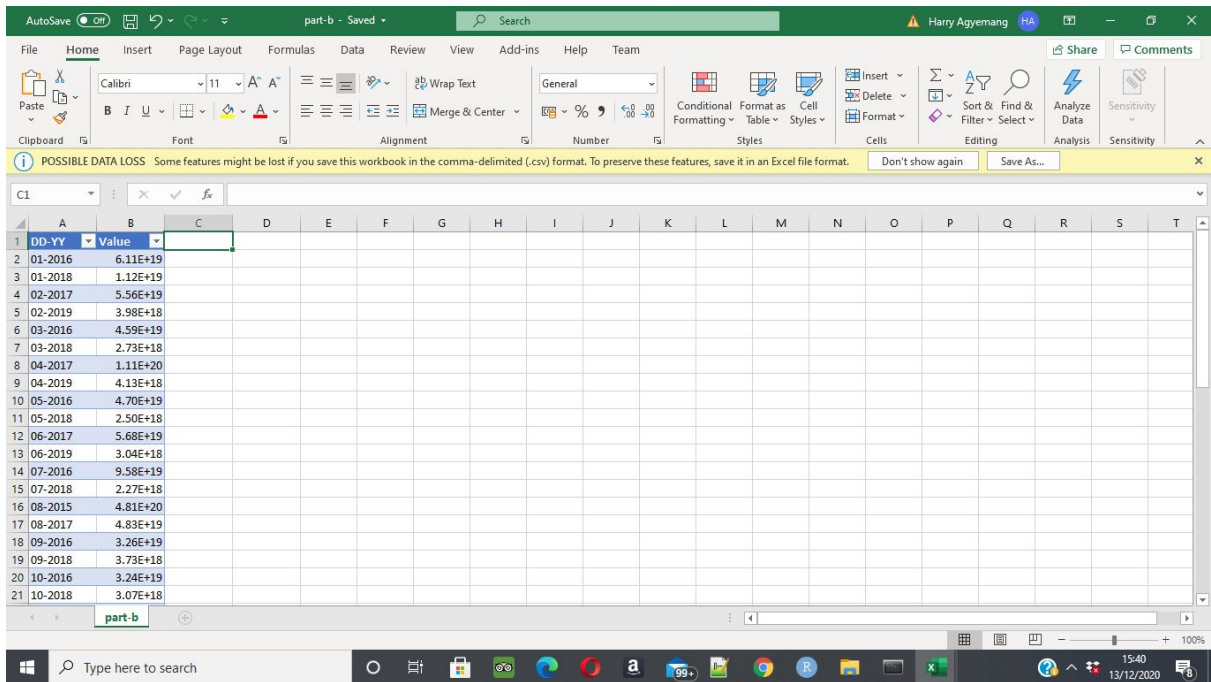 AutoSave Off part-b - Saved Search Harry Agyemang HA
File Home Insert Page Layout Formulas Data Review View Add-ins Help Team Share Comments
Paste
Clipboard
Calibri 11 A^ A˅
B I U A
Font
ab Wrap Text
Merge & Center
Alignment
General
% 9 .00 .00
Number
Conditional Formatting
Format as Table
Cell Styles
Styles
Insert
Delete
Format
Cells
Sort & Filter
Find & Select
Editing
Analyze Data
Analysis
Sensitivity
Sensitivity
POSSIBLE DATA LOSS Some features might be lost if you save this workbook in the comma-delimited (.csv) format. To preserve these features, save it in an Excel file format. Don't show again Save As...
C1 fx
A B C D E F G H I J K L M N O P Q R S T
1 DD-YY Value
2 01-2016 6.11E+19
3 01-2018 1.12E+19
4 02-2017 5.56E+19
5 02-2019 3.98E+18
6 03-2016 4.59E+19
7 03-2018 2.73E+18
8 04-2017 1.11E+20
9 04-2019 4.13E+18
10 05-2016 4.70E+19
11 05-2018 2.50E+18
12 06-2017 5.68E+19
13 06-2019 3.04E+18
14 07-2016 9.58E+19
15 07-2018 2.27E+18
16 08-2015 4.81E+20
17 08-2017 4.83E+19
18 09-2016 3.26E+19
19 09-2018 3.73E+18
20 10-2016 3.24E+19
21 10-2018 3.07E+18
part-b
100%
Type here to search a 99+ R 15:40
13/12/2020 8